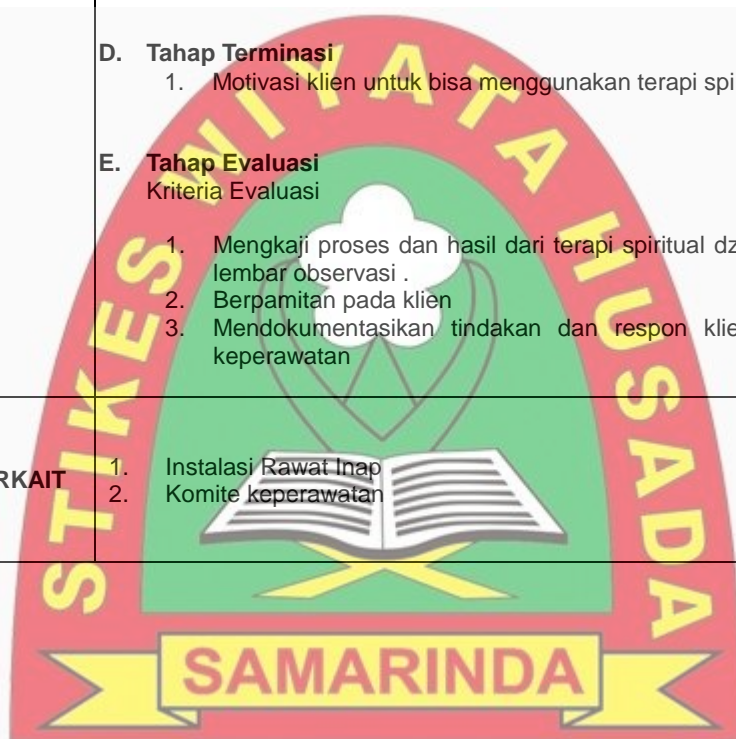 D. Tahap Terminasi
1. Motivasi klien untuk bisa menggunakan terapi spi
E. Tahap Evaluasi
Kriteria Evaluasi
1. Mengkaji proses dan hasil dari terapi spiritual dz
lembar observasi .
2. Berpamitan pada klien
3. Mendokumentasikan tindakan dan respon klie
keperawatan
RKAIT
1. Instalasi Rawat Inap
2. Komite keperawatan
STIKES WIYATA HUSADA
SAMARINDA